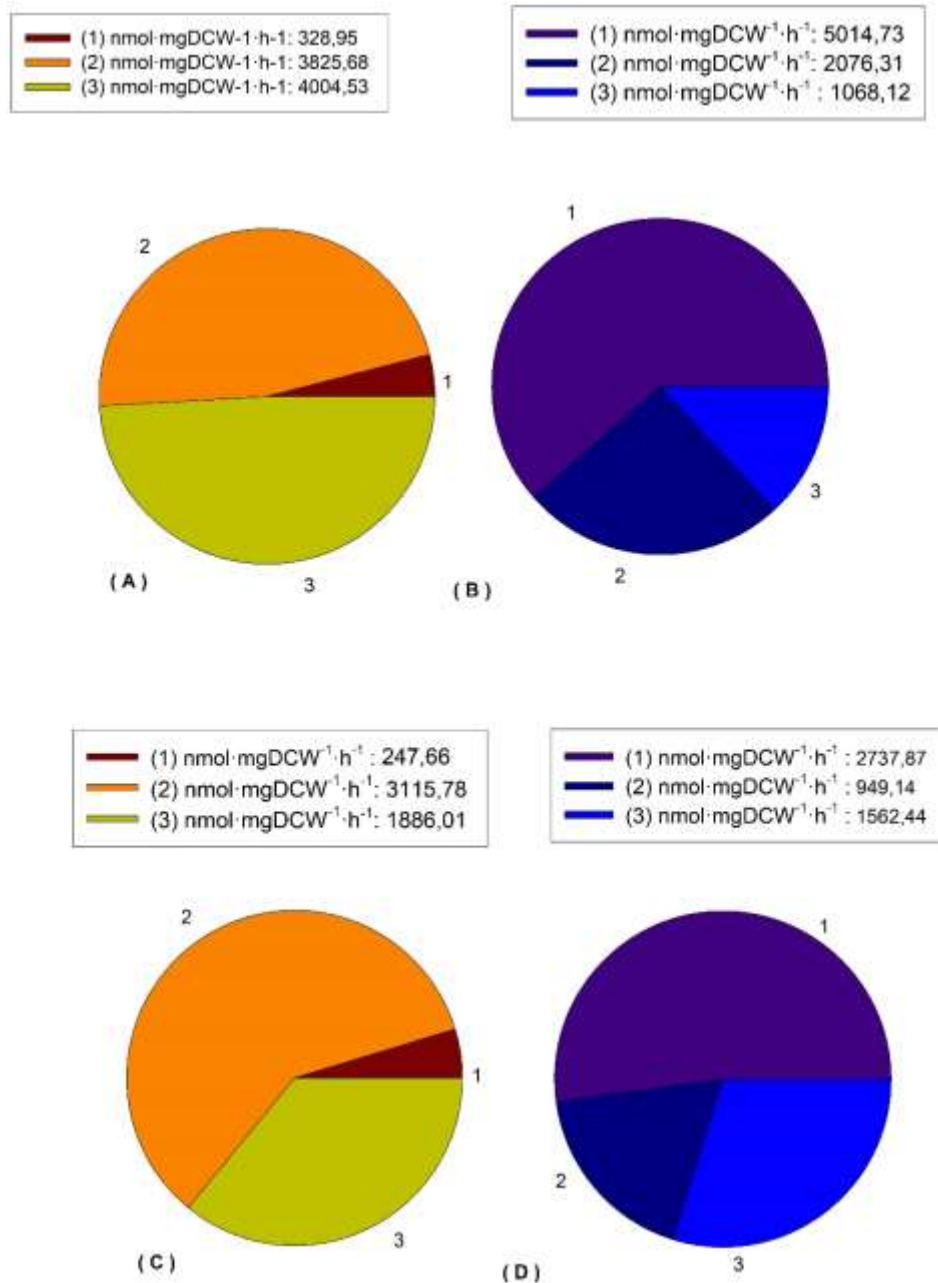 (1) nmol·mgDCW-1·h-1: 328,95
(2) nmol·mgDCW-1·h-1: 3825,68
(3) nmol·mgDCW-1·h-1: 4004,53
(1) nmol·mgDCW⁻¹·h⁻¹: 5014,73
(2) nmol·mgDCW⁻¹·h⁻¹: 2076,31
(3) nmol·mgDCW⁻¹·h⁻¹ : 1068,12
1
2
3
( A )
1
2
3
( B )
(1) nmol·mgDCW⁻¹·h⁻¹ : 247,66
(2) nmol·mgDCW⁻¹·h⁻¹: 3115,78
(3) nmol·mgDCW⁻¹·h⁻¹: 1886,01
(1) nmol·mgDCW⁻¹·h⁻¹ : 2737,87
(2) nmol·mgDCW⁻¹·h⁻¹ : 949,14
(3) nmol·mgDCW⁻¹·h⁻¹ : 1562,44
2
1
3
( C )
1
2
3
( D )